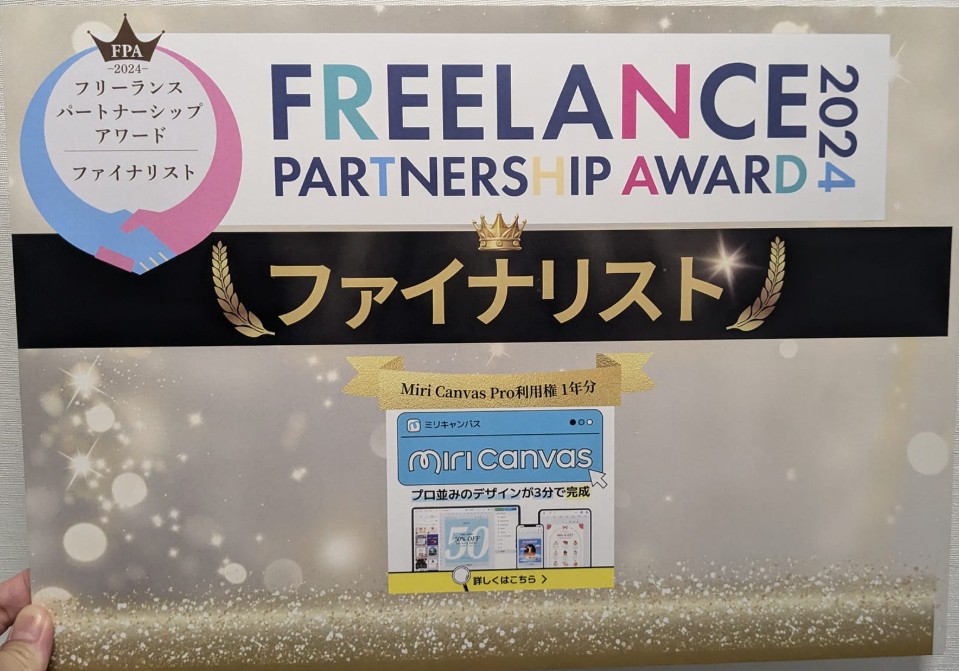 FPA
-2024-
フリーランス
パートナーシップ
アワード
ファイナリスト
FREELANCE
PARTNERSHIP AWARD
2024
ファイナリスト
Miri Canvas Pro利用権 1年分
ミリキャンバス
miri canvas
プロ並みのデザインが3分で完成
50% OFF
50
詳しくはこちら